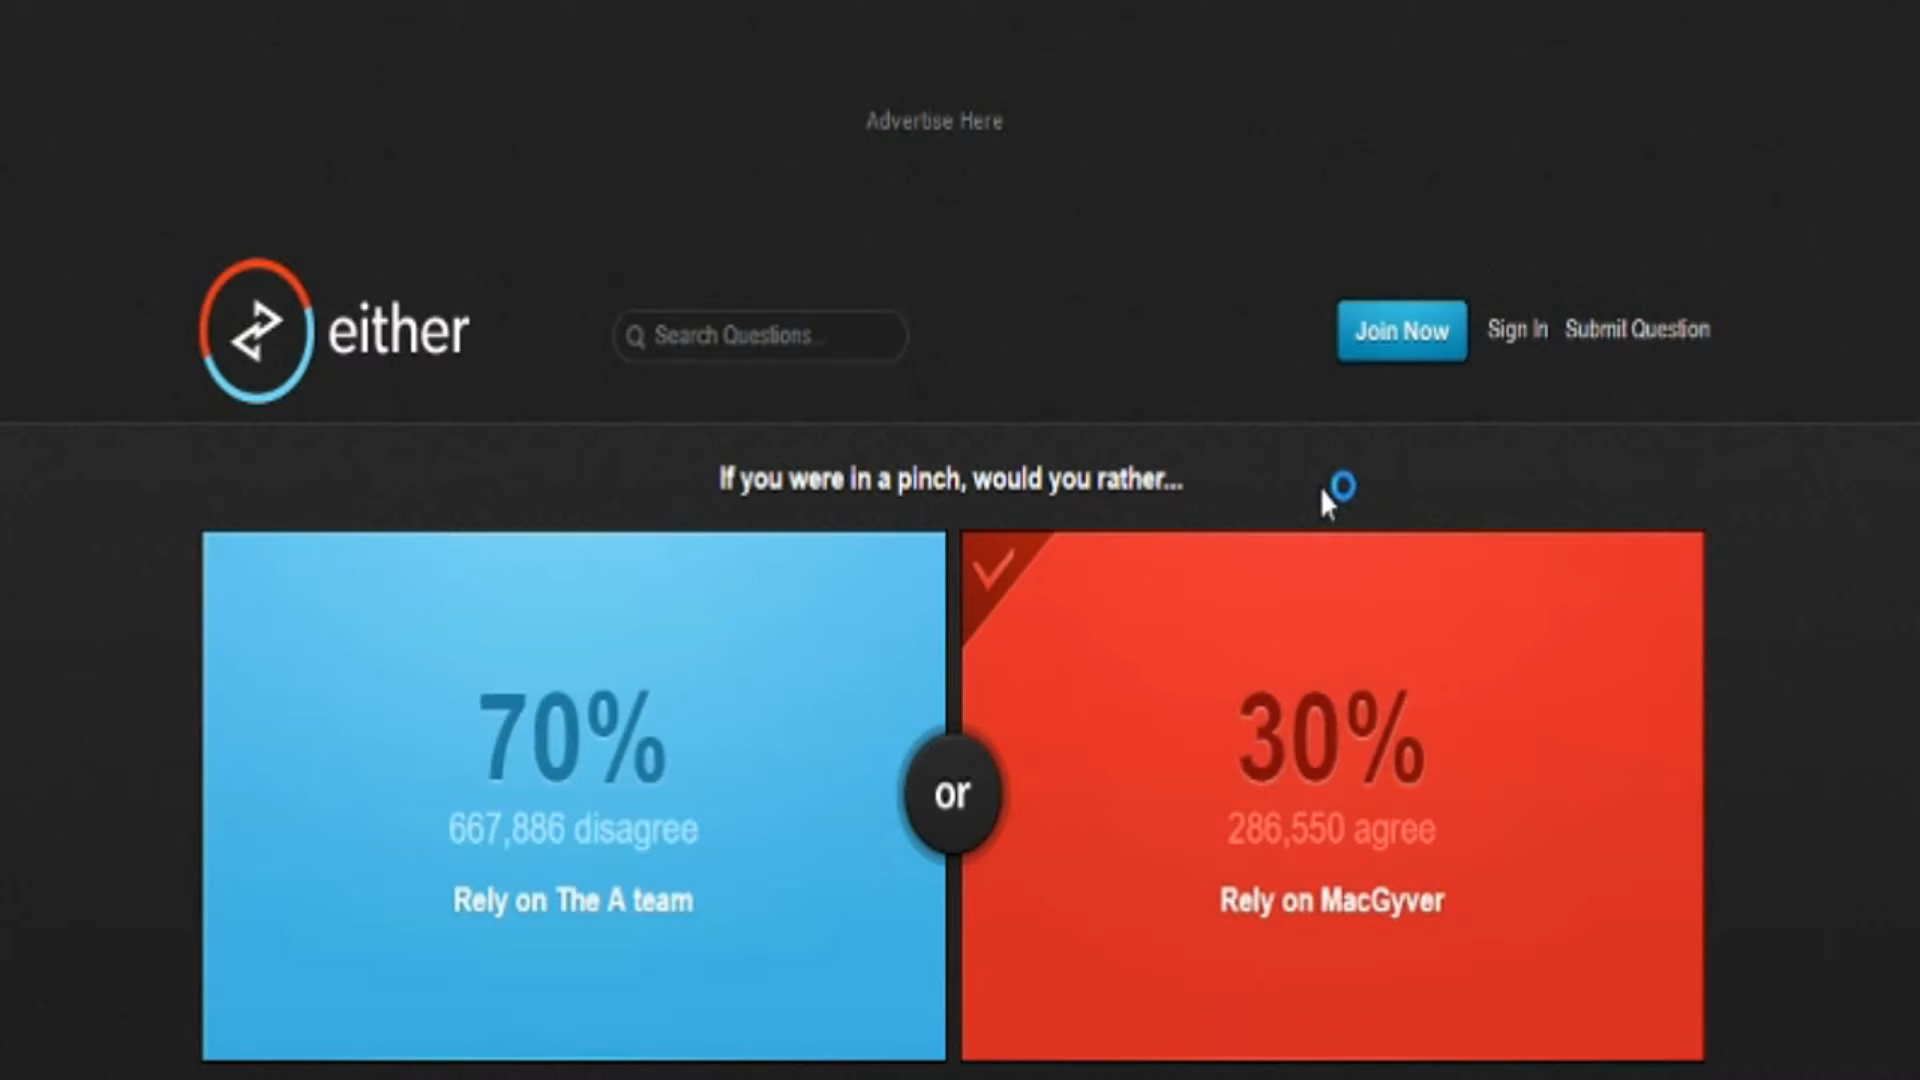 Advertise Here
either
Search Questions...
Join Now
Sign In
Submit Question
If you were in a pinch, would you rather...
70%
667,886 disagree
Rely on The A team
or
30%
286,550 agree
Rely on MacGyver